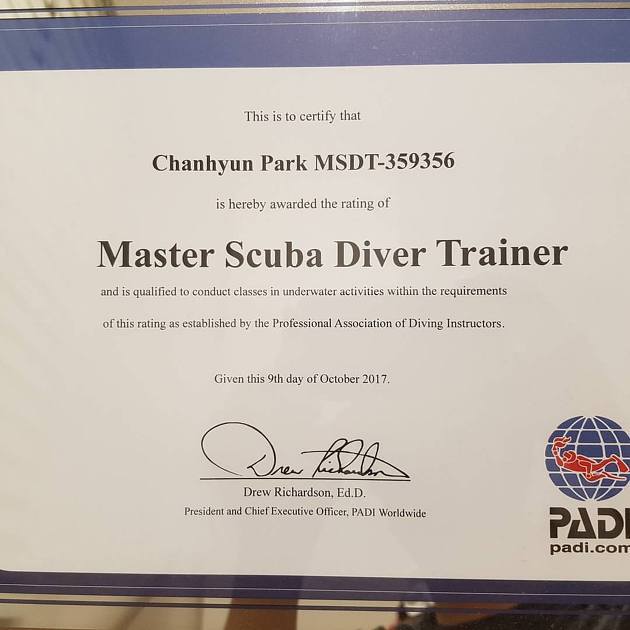 This is to certify that
Chanhyun Park MSDT-359356
is hereby awarded the rating of
Master Scuba Diver Trainer
and is qualified to conduct classes in underwater activities within the requirements
of this rating as established by the Professional Association of Diving Instructors.
Given this 9th day of October 2017.
Drew Richardson
Drew Richardson, Ed.D.
President and Chief Executive Officer, PADI Worldwide
PADI
padi.com